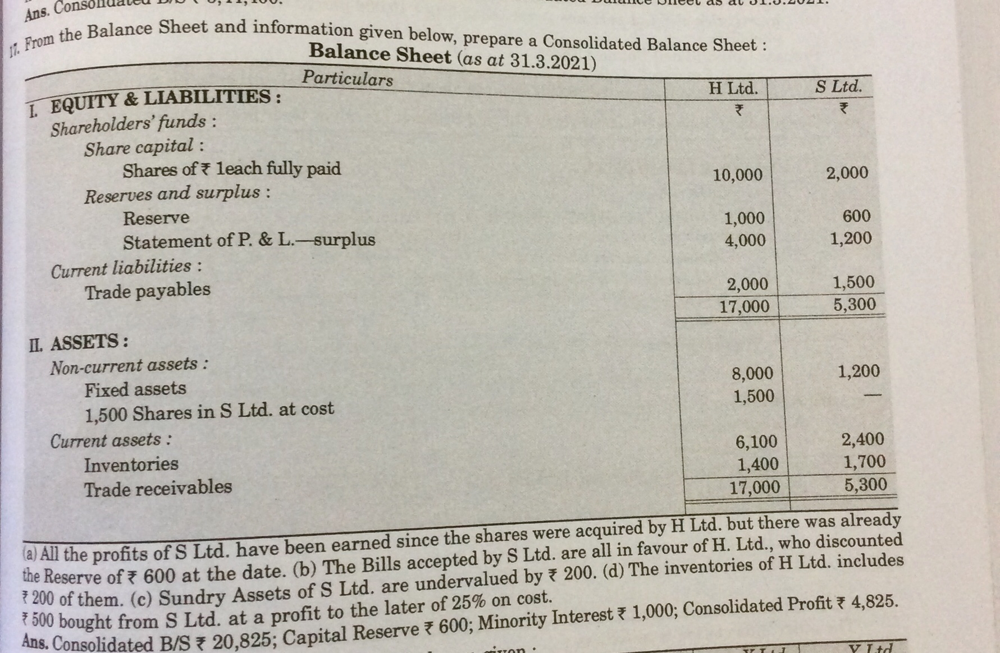 Ans. Consolidated B/S ₹
17. From the Balance Sheet and information given below, prepare a Consolidated Balance Sheet :
Balance Sheet (as at 31.3.2021)
Particulars H Ltd. S Ltd.
₹ ₹
I. EQUITY & LIABILITIES :
Shareholders' funds :
Share capital :
Shares of ₹ 1each fully paid 10,000 2,000
Reserves and surplus :
Reserve 1,000 600
Statement of P. & L.—surplus 4,000 1,200
Current liabilities :
Trade payables 2,000 1,500
17,000 5,300
II. ASSETS :
Non-current assets :
Fixed assets 8,000 1,200
1,500 Shares in S Ltd. at cost 1,500 —
Current assets :
Inventories 6,100 2,400
Trade receivables 1,400 1,700
17,000 5,300
(a) All the profits of S Ltd. have been earned since the shares were acquired by H Ltd. but there was already
the Reserve of ₹ 600 at the date. (b) The Bills accepted by S Ltd. are all in favour of H. Ltd., who discounted
₹ 200 of them. (c) Sundry Assets of S Ltd. are undervalued by ₹ 200. (d) The inventories of H Ltd. includes
₹ 500 bought from S Ltd. at a profit to the later of 25% on cost.
Ans. Consolidated B/S ₹ 20,825; Capital Reserve ₹ 600; Minority Interest ₹ 1,000; Consolidated Profit ₹ 4,825.